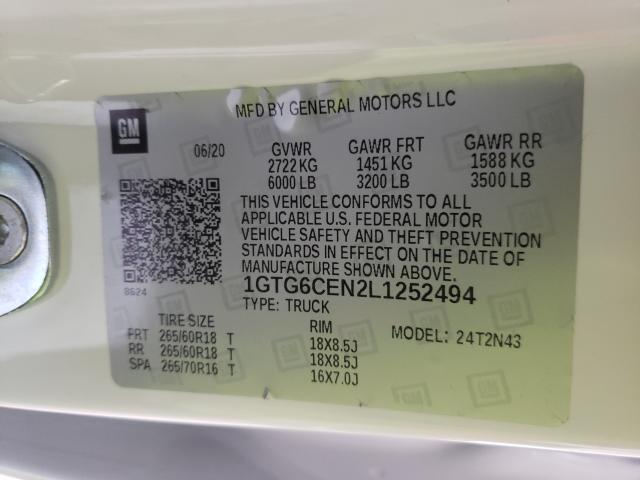 MFD BY GENERAL MOTORS LLC
GM
06/20 GVWR GAWR FRT GAWR RR
2722 KG 1451 KG 1588 KG
6000 LB 3200 LB 3500 LB
THIS VEHICLE CONFORMS TO ALL
APPLICABLE U.S. FEDERAL MOTOR
VEHICLE SAFETY AND THEFT PREVENTION
STANDARDS IN EFFECT ON THE DATE OF
MANUFACTURE SHOWN ABOVE.
8624
1GTG6CEN2L1252494
TYPE: TRUCK
TIRE SIZE RIM MODEL: 24T2N43
FRT 265/60R18 T 18X8.5J
RR 265/60R18 T 18X8.5J
SPA 265/70R16 T 16X7.0J